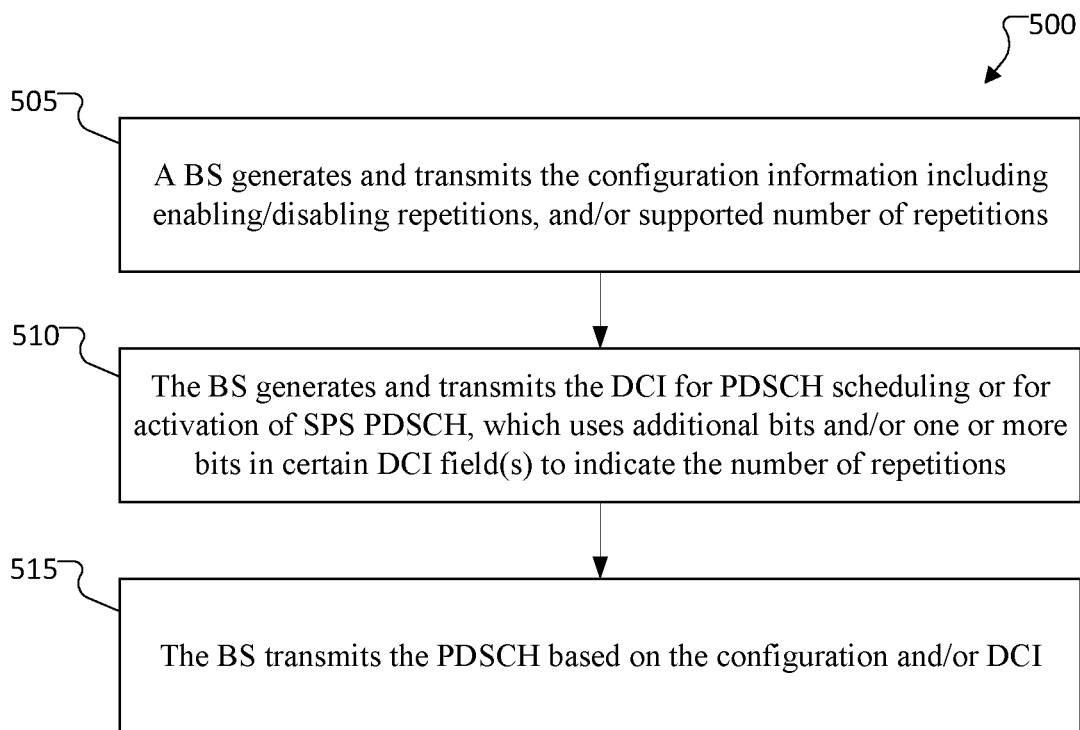 500
505
A BS generates and transmits the configuration information including
enabling/disabling repetitions, and/or supported number of repetitions
510
The BS generates and transmits the DCI for PDSCH scheduling or for
activation of SPS PDSCH, which uses additional bits and/or one or more
bits in certain DCI field(s) to indicate the number of repetitions
515
The BS transmits the PDSCH based on the configuration and/or DCI